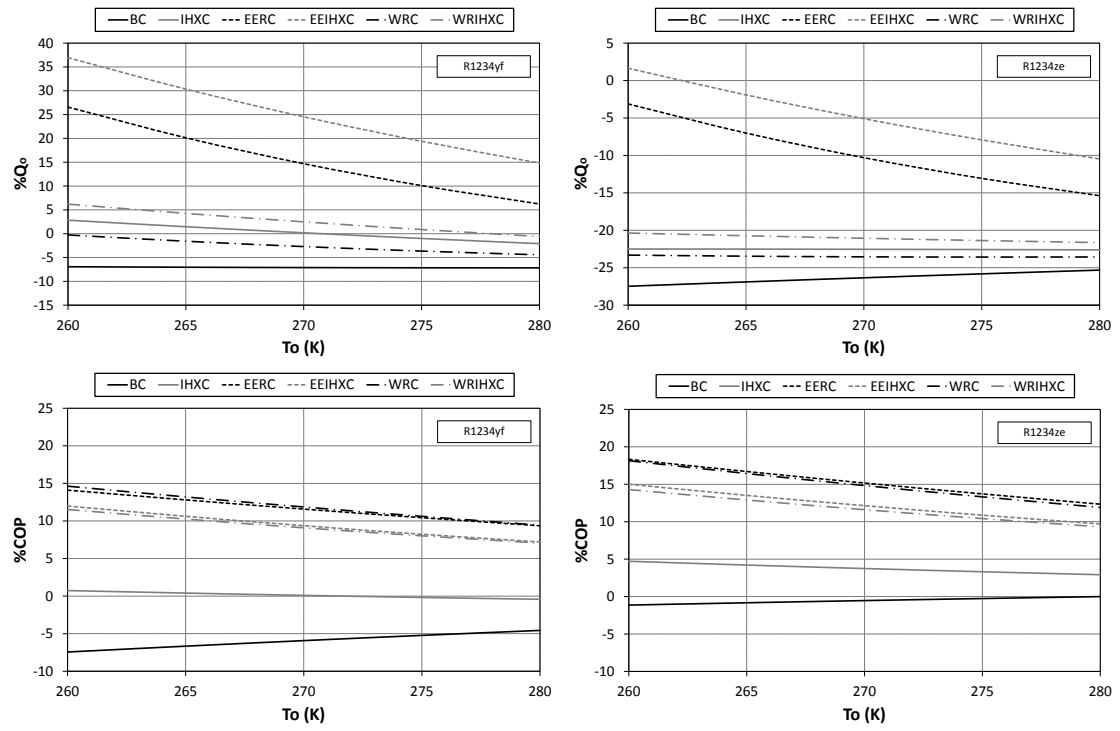 BC IHXC EERC EEIHXC WRC WRIHXC
40
35
30
25
20
15
10
5
0
-5
-10
-15
%Qo
R1234yf
260 265 270 275 280
To (K)
BC IHXC EERC EEIHXC WRC WRIHXC
5
0
-5
-10
-15
-20
-25
-30
%Qo
R1234ze
260 265 270 275 280
To (K)
BC IHXC EERC EEIHXC WRC WRIHXC
25
20
15
10
5
0
-5
-10
%COP
R1234yf
260 265 270 275 280
To (K)
BC IHXC EERC EEIHXC WRC WRIHXC
25
20
15
10
5
0
-5
-10
%COP
R1234ze
260 265 270 275 280
To (K)